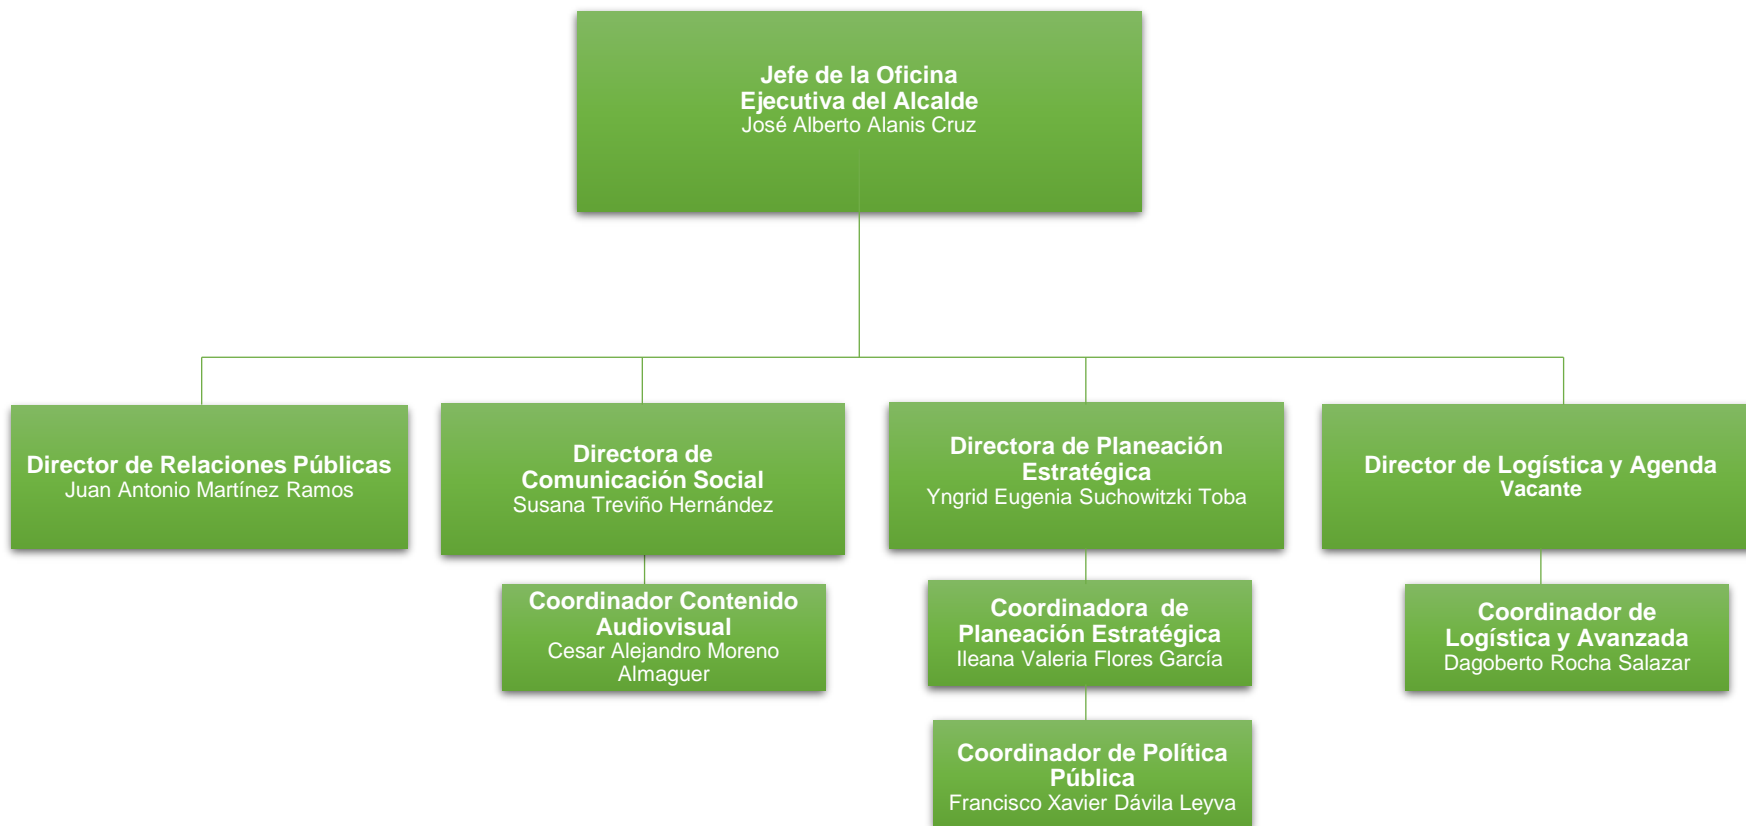 Jefe de la Oficina
Ejecutiva del Alcalde
José Alberto Alanis Cruz
Director de Relaciones Públicas
Juan Antonio Martínez Ramos
Directora de
Comunicación Social
Susana Treviño Hernández
Directora de Planeación
Estratégica
Yngrid Eugenia Suchowitzki Toba
Director de Logística y Agenda
Vacante
Coordinador Contenido
Audiovisual
Cesar Alejandro Moreno
Almaguer
Coordinadora de
Planeación Estratégica
Ileana Valeria Flores García
Coordinador de
Logística y Avanzada
Dagoberto Rocha Salazar
Coordinador de Política
Pública
Francisco Xavier Dávila Leyva